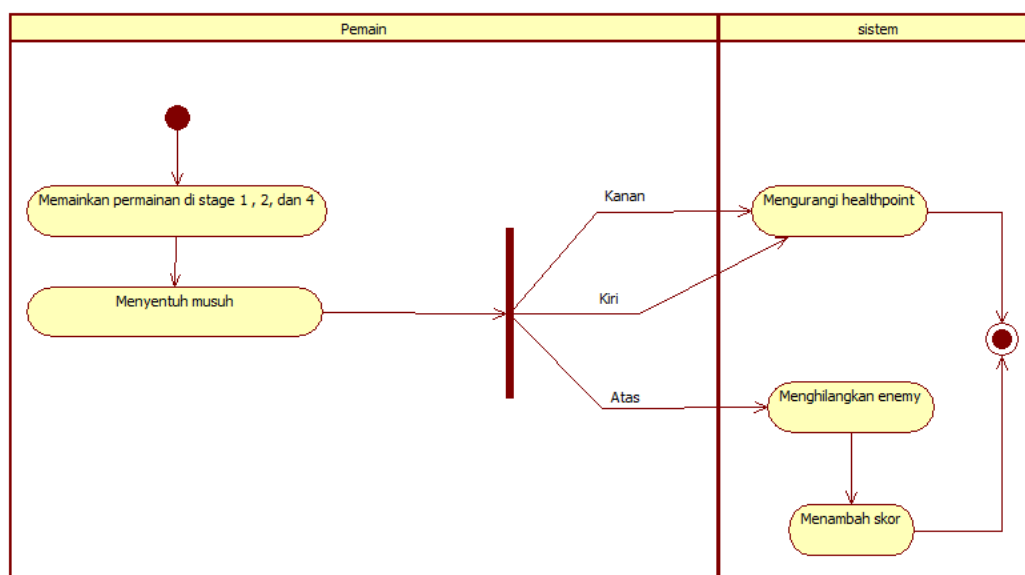 Pemain
sistem
Memainkan permainan di stage 1 , 2, dan 4
Menyentuh musuh
Kanan
Kiri
Atas
Mengurangi healthpoint
Menghilangkan enemy
Menambah skor